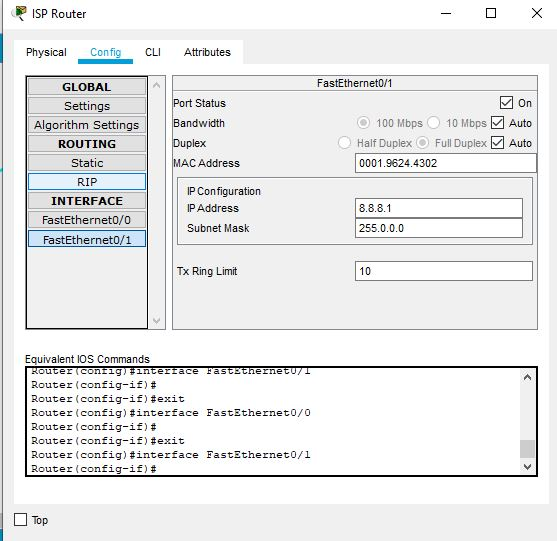 ISP Router
Physical Config CLI Attributes
GLOBAL
Settings
Algorithm Settings
ROUTING
Static
RIP
INTERFACE
FastEthernet0/0
FastEthernet0/1
FastEthernet0/1
Port Status On
Bandwidth 100 Mbps 10 Mbps Auto
Duplex Half Duplex Full Duplex Auto
MAC Address 0001.9624.4302
IP Configuration
IP Address 8.8.8.1
Subnet Mask 255.0.0.0
Tx Ring Limit 10
Equivalent IOS Commands
Router(config)#interface FastEthernet0/1
Router(config-if)#
Router(config-if)#exit
Router(config)#interface FastEthernet0/0
Router(config-if)#
Router(config-if)#exit
Router(config)#interface FastEthernet0/1
Router(config-if)#
Top